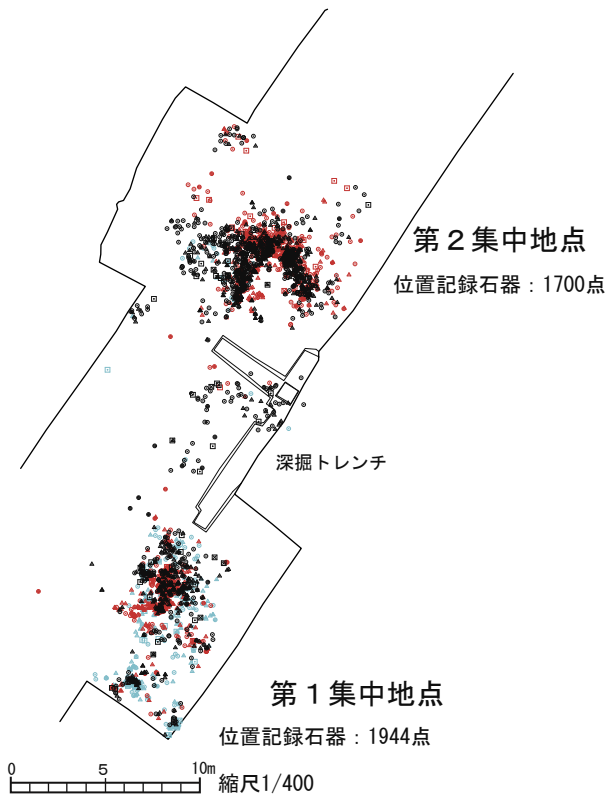 第２集中地点
位置記録石器：1700点
深掘トレンチ
第１集中地点
位置記録石器：1944点
0 5 10m
縮尺1/400